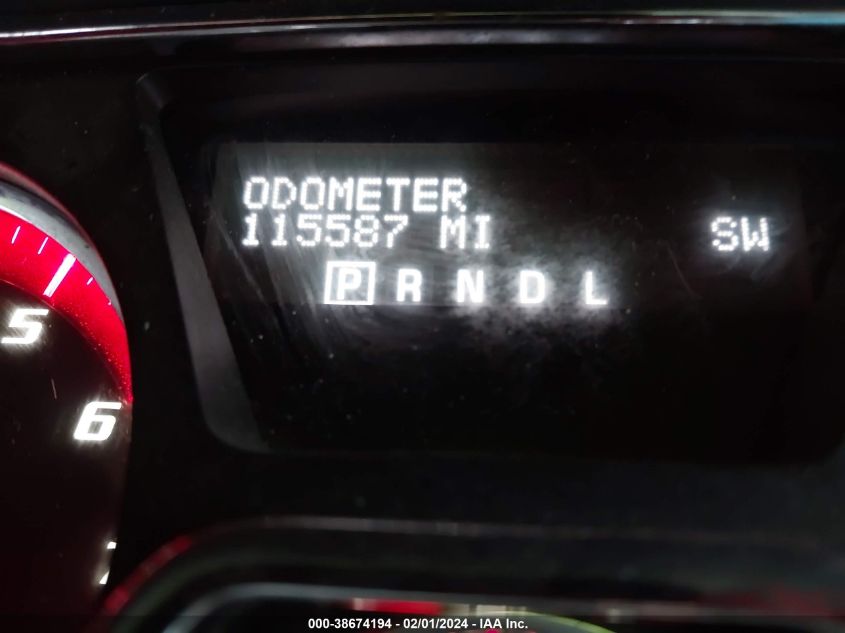 ODOMETER
115587 MI SW
P R N D L
5
6
000-38674194 - 02/01/2024 - IAA Inc.